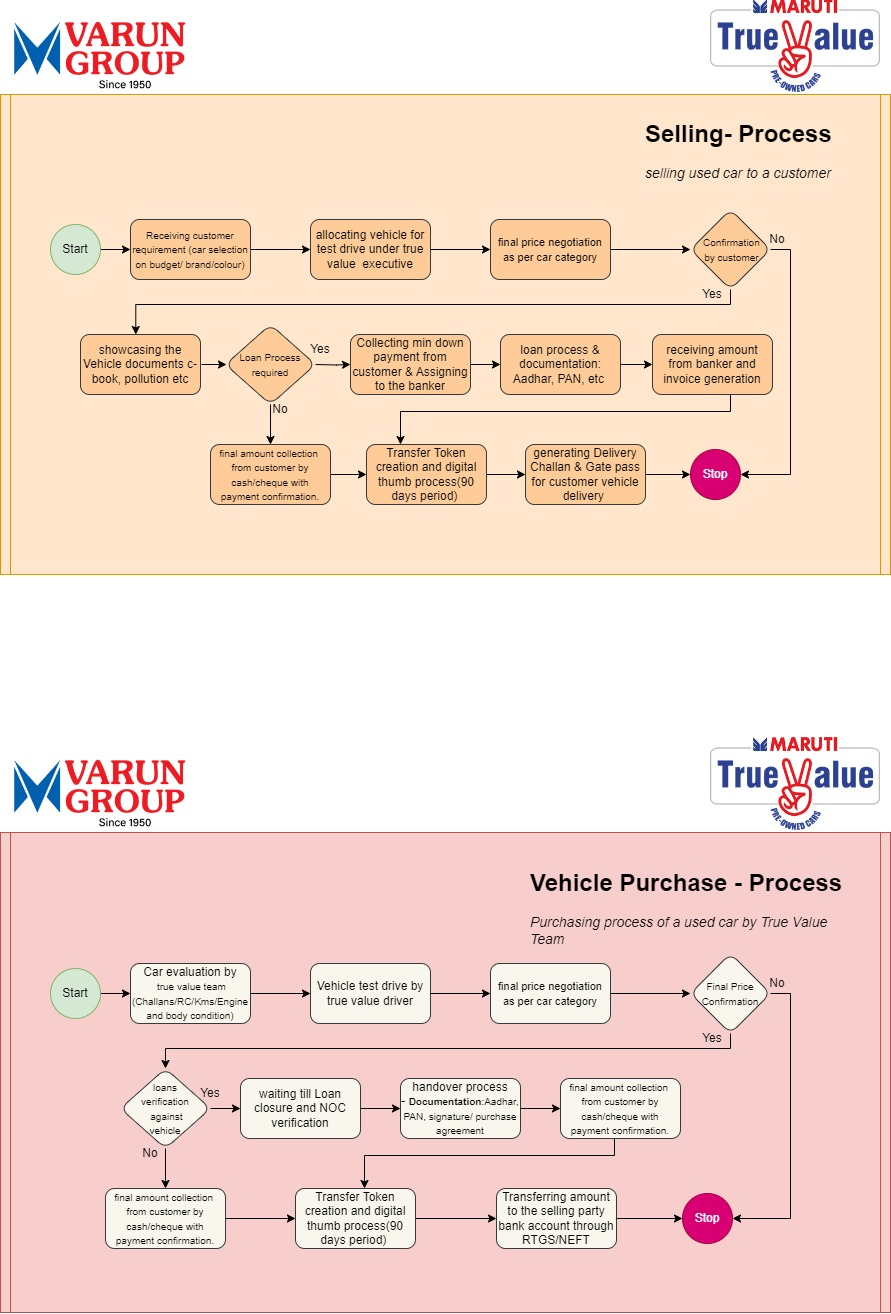 VARUN
GROUP
Since 1950
MARUTI
True Value
PRE-OWNED CARS
Selling- Process
selling used car to a customer
Start
Receiving customer
requirement (car selection
on budget/ brand/colour)
allocating vehicle for
test drive under true
value executive
final price negotiation
as per car category
Confirmation
by customer
No
Yes
showcasing the
Vehicle documents c-
book, pollution etc
Loan Process
required
Yes
Collecting min down
payment from
customer & Assigning
to the banker
loan process &
documentation:
Aadhar, PAN, etc
receiving amount
from banker and
invoice generation
No
final amount collection
from customer by
cash/cheque with
payment confirmation.
Transfer Token
creation and digital
thumb process(90
days period)
generating Delivery
Challan & Gate pass
for customer vehicle
delivery
Stop
VARUN
GROUP
Since 1950
MARUTI
True Value
PRE-OWNED CARS
Vehicle Purchase - Process
Purchasing process of a used car by True Value
Team
Start
Car evaluation by
true value team
(Challans/RC/Kms/Engine
and body condition)
Vehicle test drive by
true value driver
final price negotiation
as per car category
Final Price
Confirmation
No
Yes
loans
verification
against
vehicle
Yes
waiting till Loan
closure and NOC
verification
handover process
- Documentation:Aadhar,
PAN, signature/ purchase
agreement
final amount collection
from customer by
cash/cheque with
payment confirmation.
No
final amount collection
from customer by
cash/cheque with
payment confirmation.
Transfer Token
creation and digital
thumb process(90
days period)
Transferring amount
to the selling party
bank account through
RTGS/NEFT
Stop